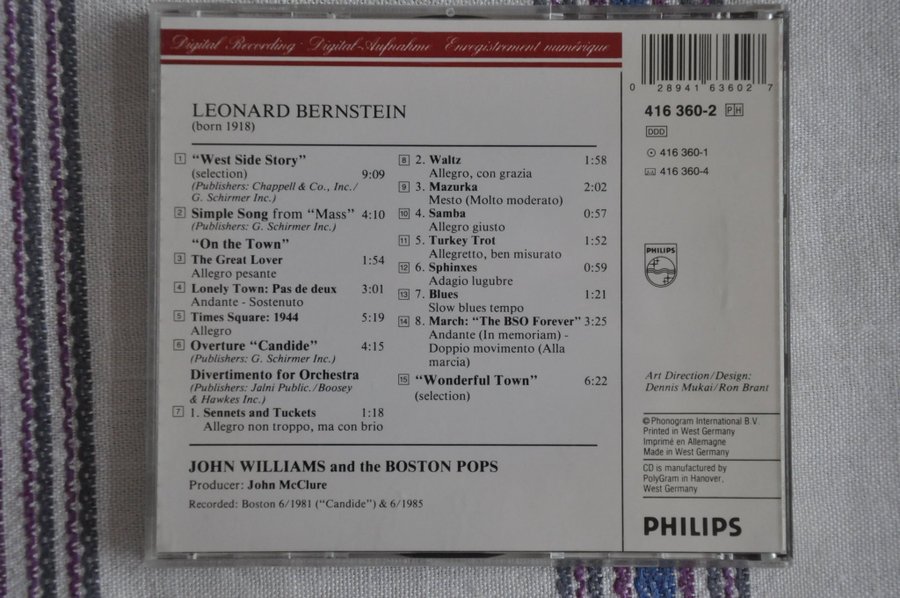 Digital Recording · Digital-Aufnahme Enregistrement numérique
LEONARD BERNSTEIN
(born 1918)
1 “West Side Story”
(selection) 9:09
(Publishers: Chappell & Co., Inc./
G. Schirmer Inc.)
2 Simple Song from “Mass” 4:10
(Publishers: G. Schirmer Inc.)
“On the Town”
3 The Great Lover 1:54
Allegro pesante
4 Lonely Town: Pas de deux 3:01
Andante - Sostenuto
5 Times Square: 1944 5:19
Allegro
6 Overture “Candide” 4:15
(Publishers: G. Schirmer Inc.)
Divertimento for Orchestra
(Publishers: Jalni Public./Boosey
& Hawkes Inc.)
7 1. Sennets and Tuckets 1:18
Allegro non troppo, ma con brio
8 2. Waltz 1:58
Allegro, con grazia
9 3. Mazurka 2:02
Mesto (Molto moderato)
10 4. Samba 0:57
Allegro giusto
11 5. Turkey Trot 1:52
Allegretto, ben misurato
12 6. Sphinxes 0:59
Adagio lugubre
13 7. Blues 1:21
Slow blues tempo
14 8. March: “The BSO Forever” 3:25
Andante (In memoriam) -
Doppio movimento (Alla
marcia)
15 “Wonderful Town” 6:22
(selection)
JOHN WILLIAMS and the BOSTON POPS
Producer: John McClure
Recorded: Boston 6/1981 (“Candide”) & 6/1985
0 28941 63602 7
416 360-2 PH
DDD
416 360-1
416 360-4
PHILIPS
Art Direction/Design:
Dennis Mukai/Ron Brant
© Phonogram International B.V.
Printed in West Germany
Imprimé en Allemagne
Made in West Germany
CD is manufactured by
PolyGram in Hanover,
West Germany
PHILIPS